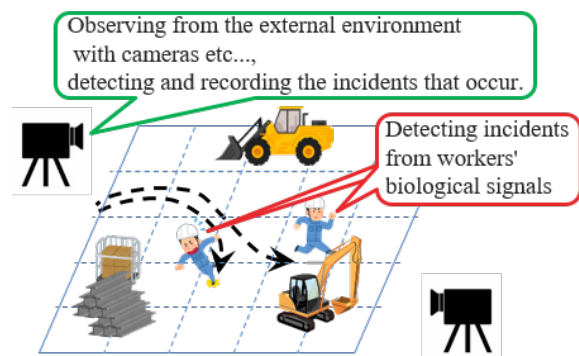 Observing from the external environment
with cameras etc...,
detecting and recording the incidents that occur.
Detecting incidents
from workers'
biological signals